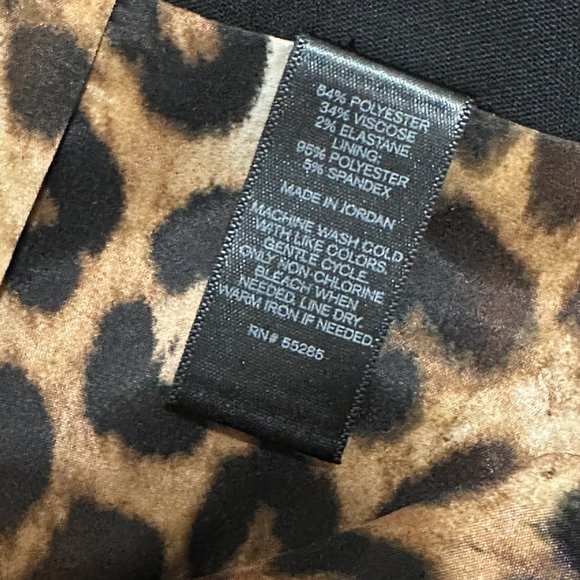 64% POLYESTER
34% VISCOSE
2% ELASTANE
LINING:
95% POLYESTER
5% SPANDEX
MADE IN JORDAN
MACHINE WASH COLD
WITH LIKE COLORS.
GENTLE CYCLE.
ONLY NON-CHLORINE
BLEACH WHEN
NEEDED. LINE DRY.
WARM IRON IF NEEDED.
RN# 55285